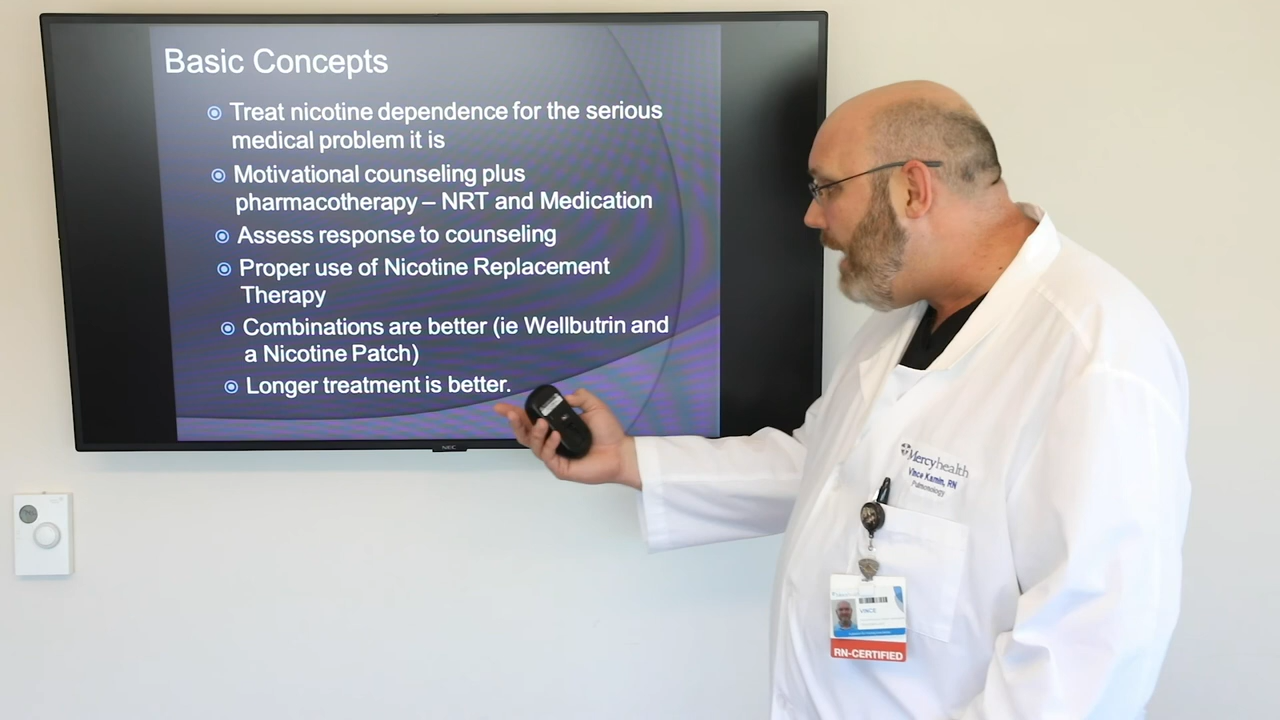 Basic Concepts
Treat nicotine dependence for the serious
medical problem it is
Motivational counseling plus
pharmacotherapy – NRT and Medication
Assess response to counseling
Proper use of Nicotine Replacement
Therapy
Combinations are better (ie Wellbutrin and
a Nicotine Patch)
Longer treatment is better.
NEC
Mercyhealth
Vince Kamin, RN
Pulmonology
VINCE
RN-CERTIFIED